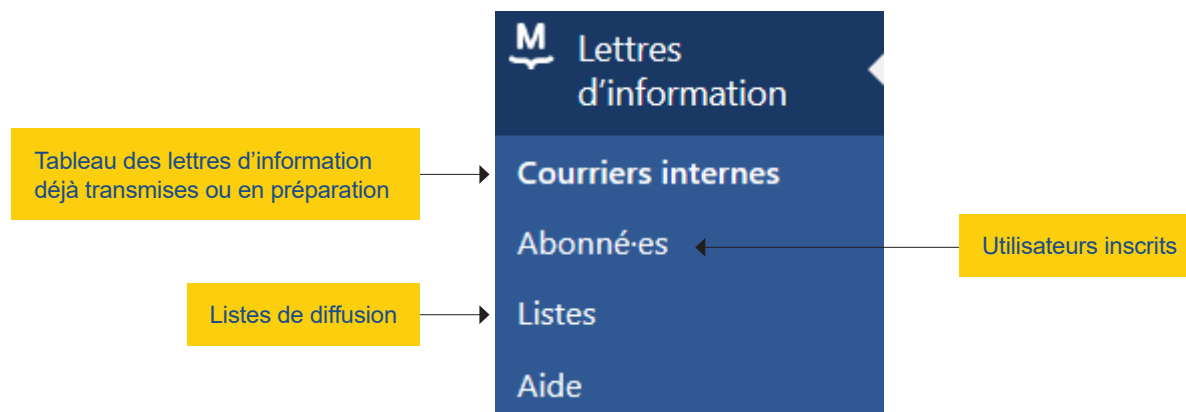 M
Lettres
d’information
Tableau des lettres d’information
déjà transmises ou en préparation
Courriers internes
Abonné·es
Utilisateurs inscrits
Listes de diffusion
Listes
Aide